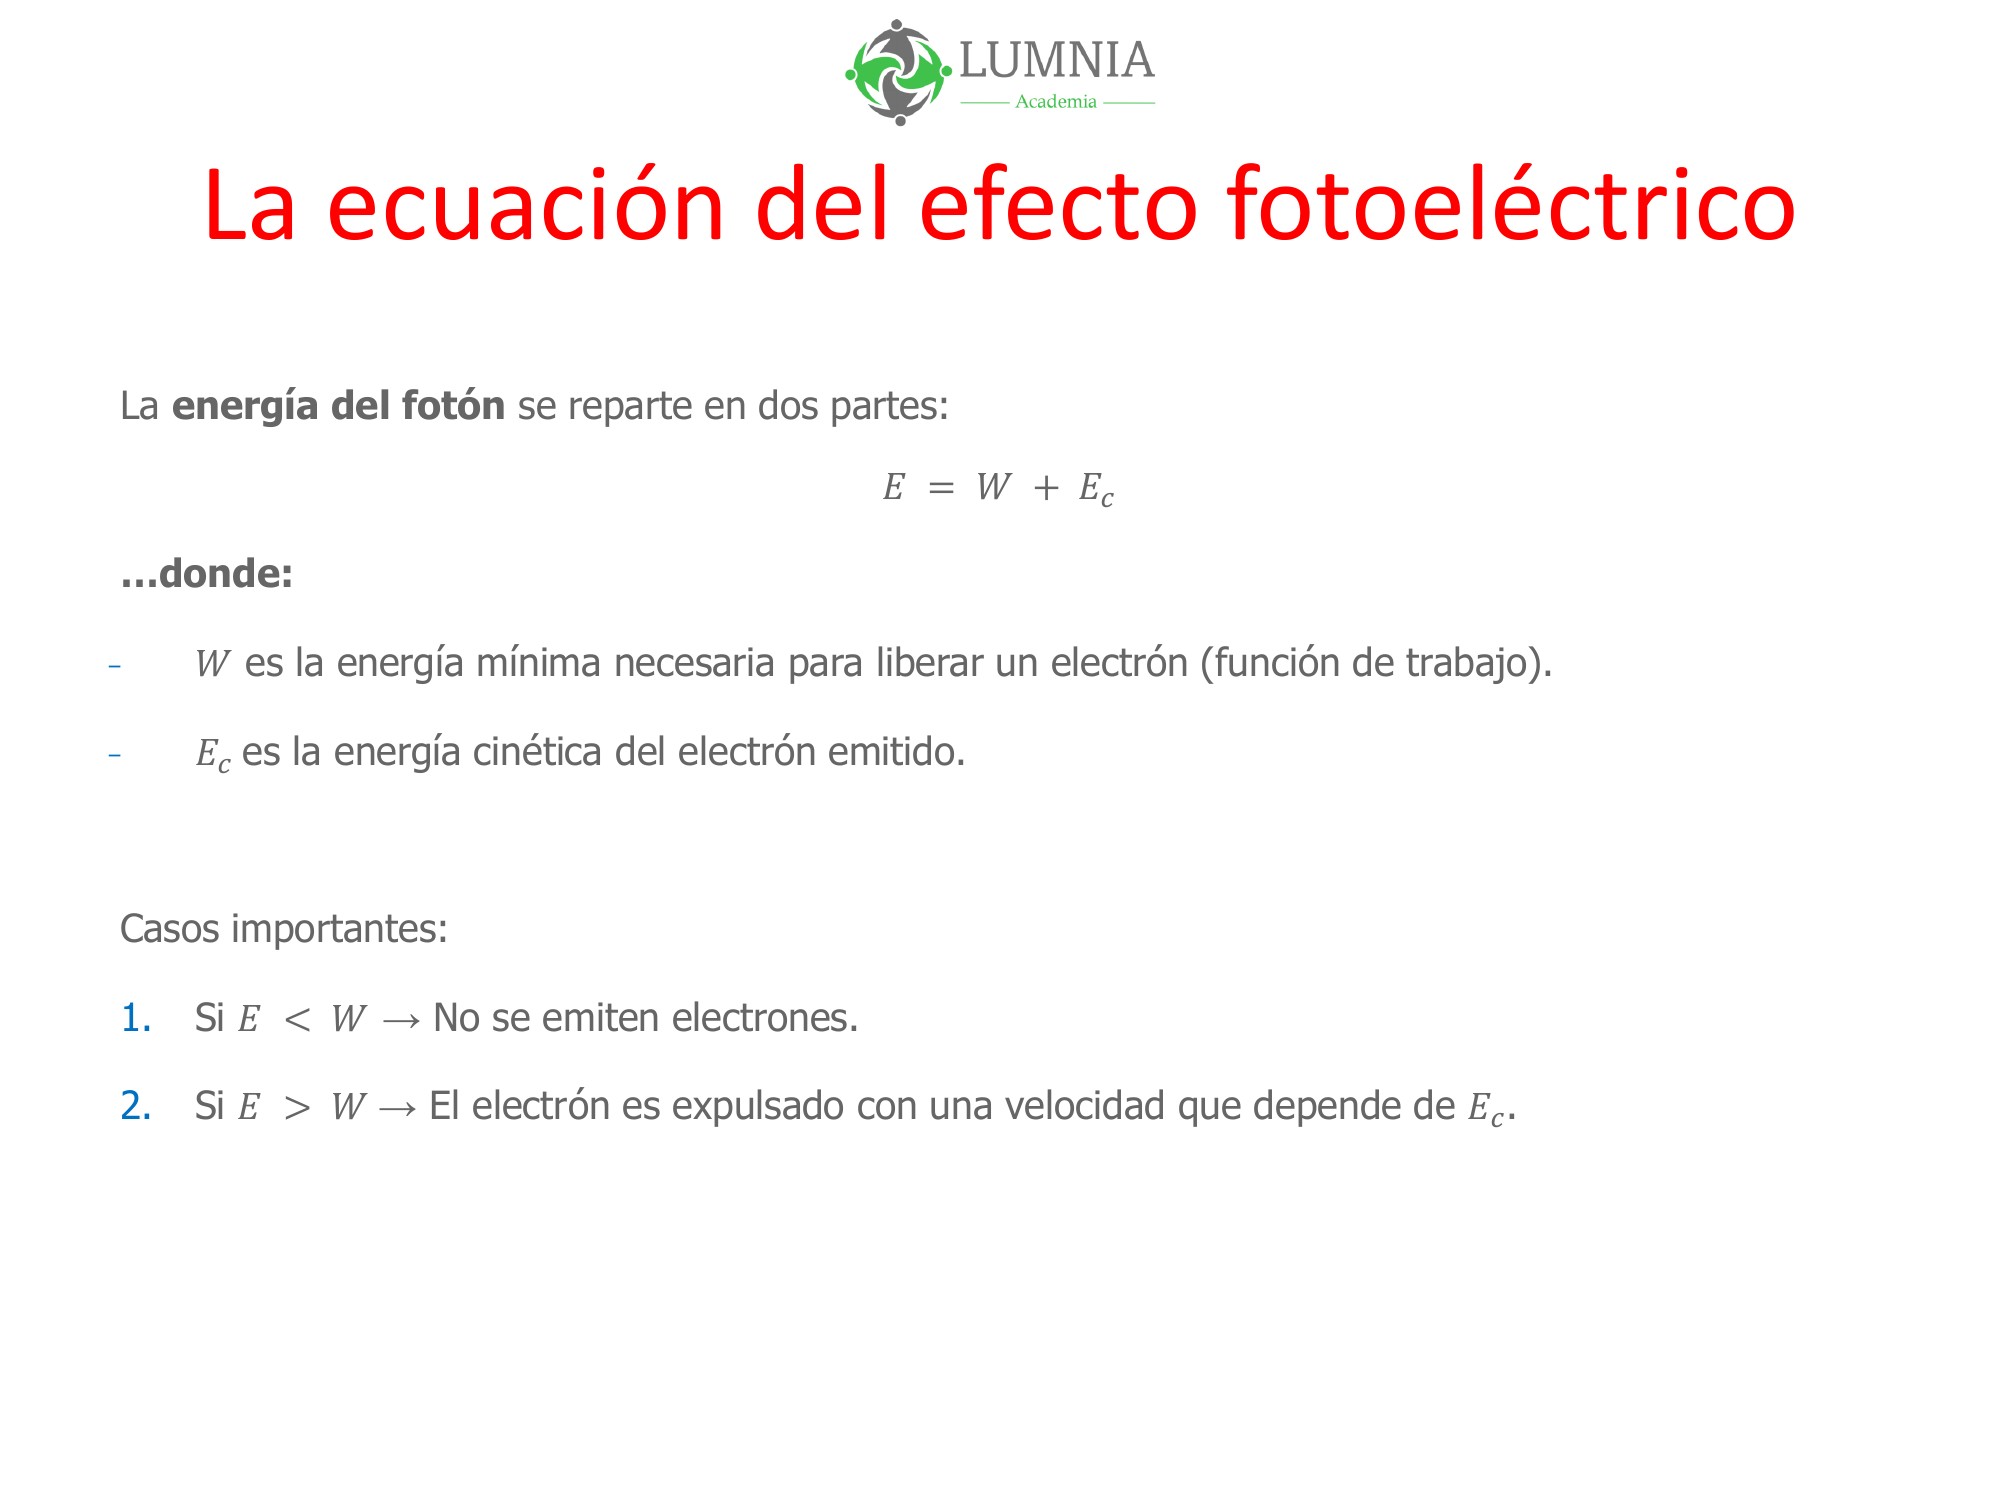 LUMNIA
Academia
La ecuación del efecto fotoeléctrico
La energía del fotón se reparte en dos partes:
E = W + E_c
...donde:
- W es la energía mínima necesaria para liberar un electrón (función de trabajo).
- E_c es la energía cinética del electrón emitido.
Casos importantes:
1. Si E < W → No se emiten electrones.
2. Si E > W → El electrón es expulsado con una velocidad que depende de E_c.